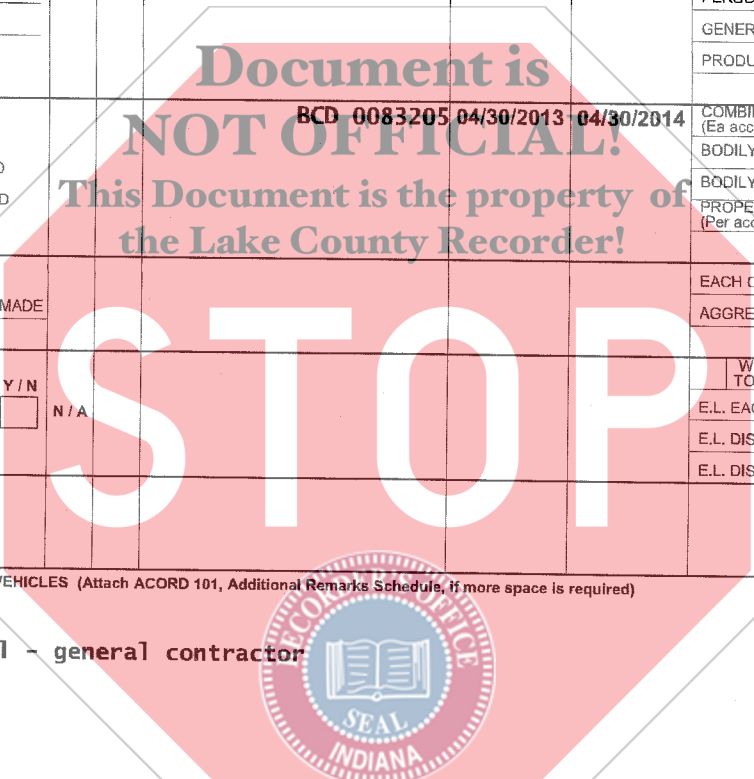 GENER
PRODU
Document is
NOT OFFICIAL!
This Document is the property of
the Lake County Recorder!
BCD 0083205 04/30/2013 04/30/2014
COMBI
(Ea acc
BODILY
BODILY
PROPE
(Per acc
D
MADE
EACH
AGGRE
STOP
Y / N
N / A
W
TO
E.L. EA
E.L. DIS
E.L. DIS
EHICLES (Attach ACORD 101, Additional Remarks Schedule, if more space is required)
l - general contractor
RECORDER'S OFFICE
SEAL
INDIANA